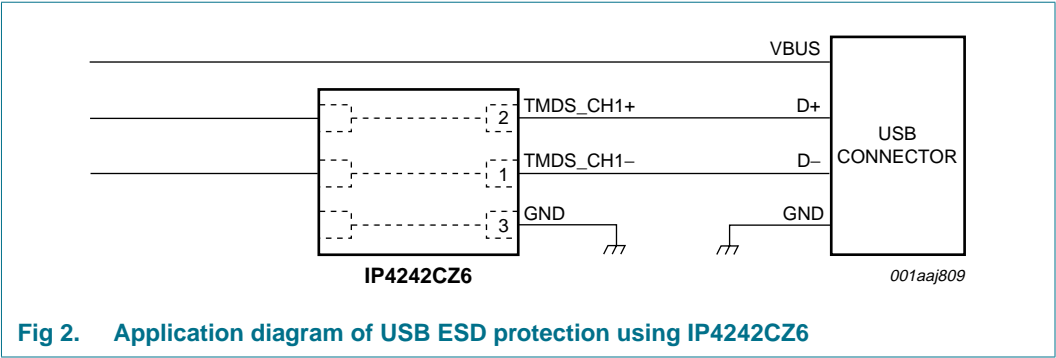 VBUS
2 TMDS_CH1+ D+
USB
CONNECTOR
1 TMDS_CH1− D−
3 GND GND
IP4242CZ6
001aaj809
Fig 2. Application diagram of USB ESD protection using IP4242CZ6